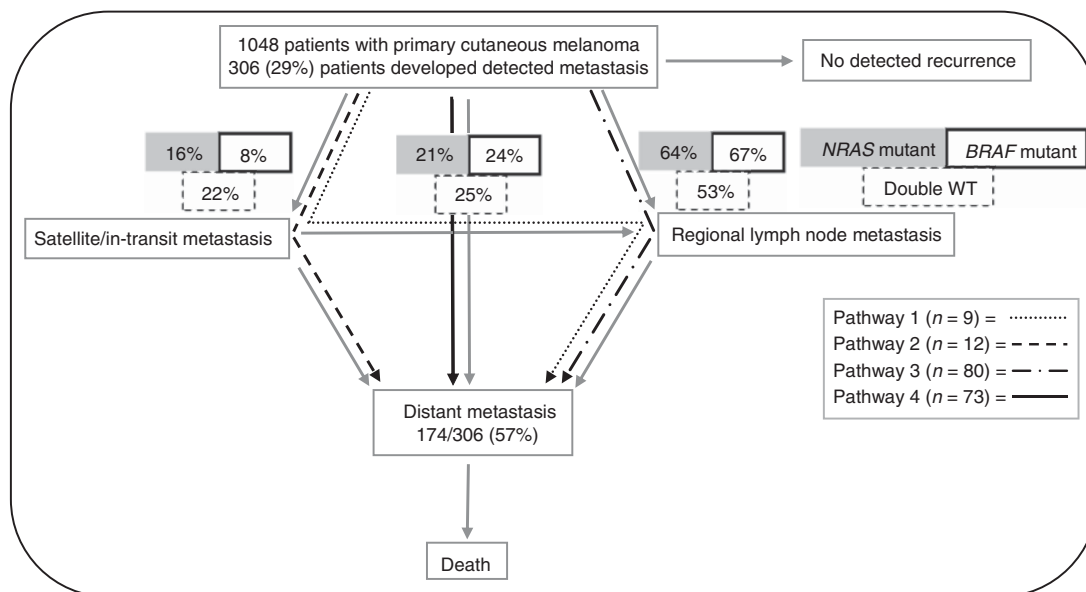 1048 patients with primary cutaneous melanoma
306 (29%) patients developed detected metastasis
No detected recurrence
16%
8%
22%
21%
24%
25%
64%
67%
53%
NRAS mutant
BRAF mutant
Double WT
Satellite/in-transit metastasis
Regional lymph node metastasis
Pathway 1 (n = 9) =
Pathway 2 (n = 12) =
Pathway 3 (n = 80) =
Pathway 4 (n = 73) =
Distant metastasis
174/306 (57%)
Death